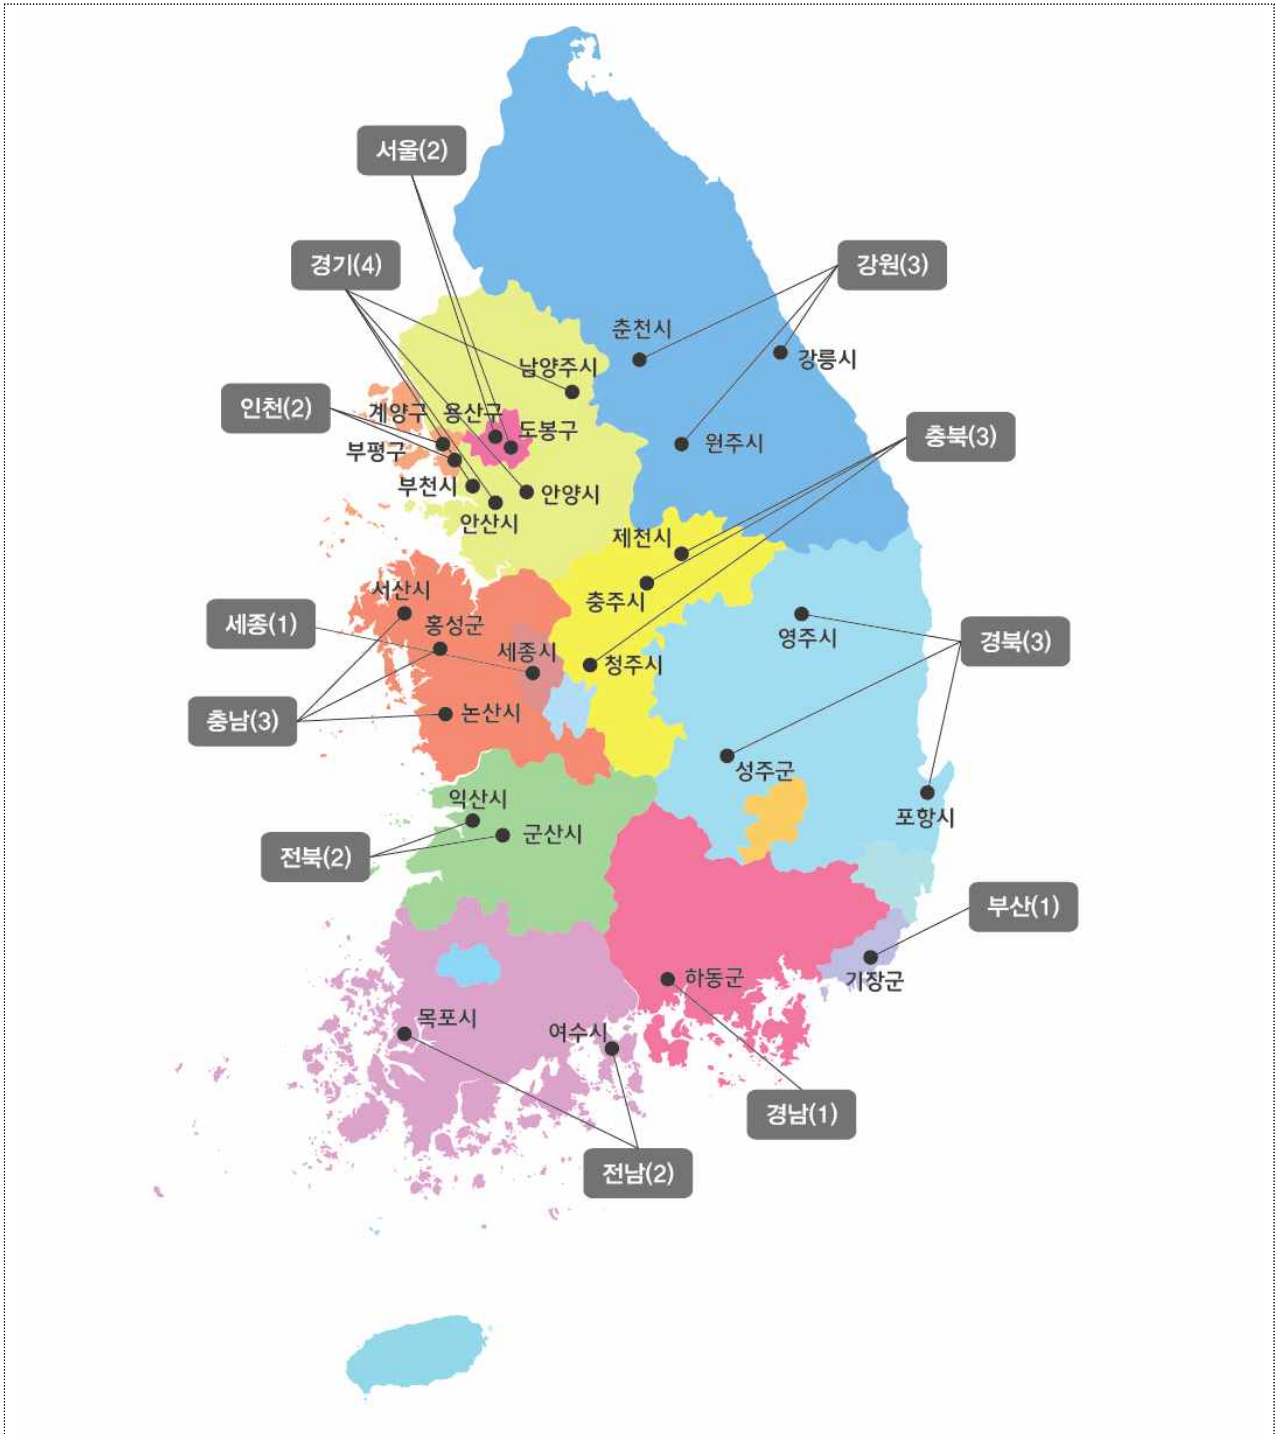 서울(2)
경기(4)
강원(3)
춘천시
강릉시
남양주시
인천(2)
계양구
용산구
도봉구
충북(3)
부평구
원주시
부천시
안양시
안산시
제천시
서산시
충주시
세종(1)
홍성군
영주시
경북(3)
세종시
청주시
충남(3)
논산시
성주군
익산시
포항시
군산시
전북(2)
부산(1)
하동군
기장군
목포시
여수시
경남(1)
전남(2)